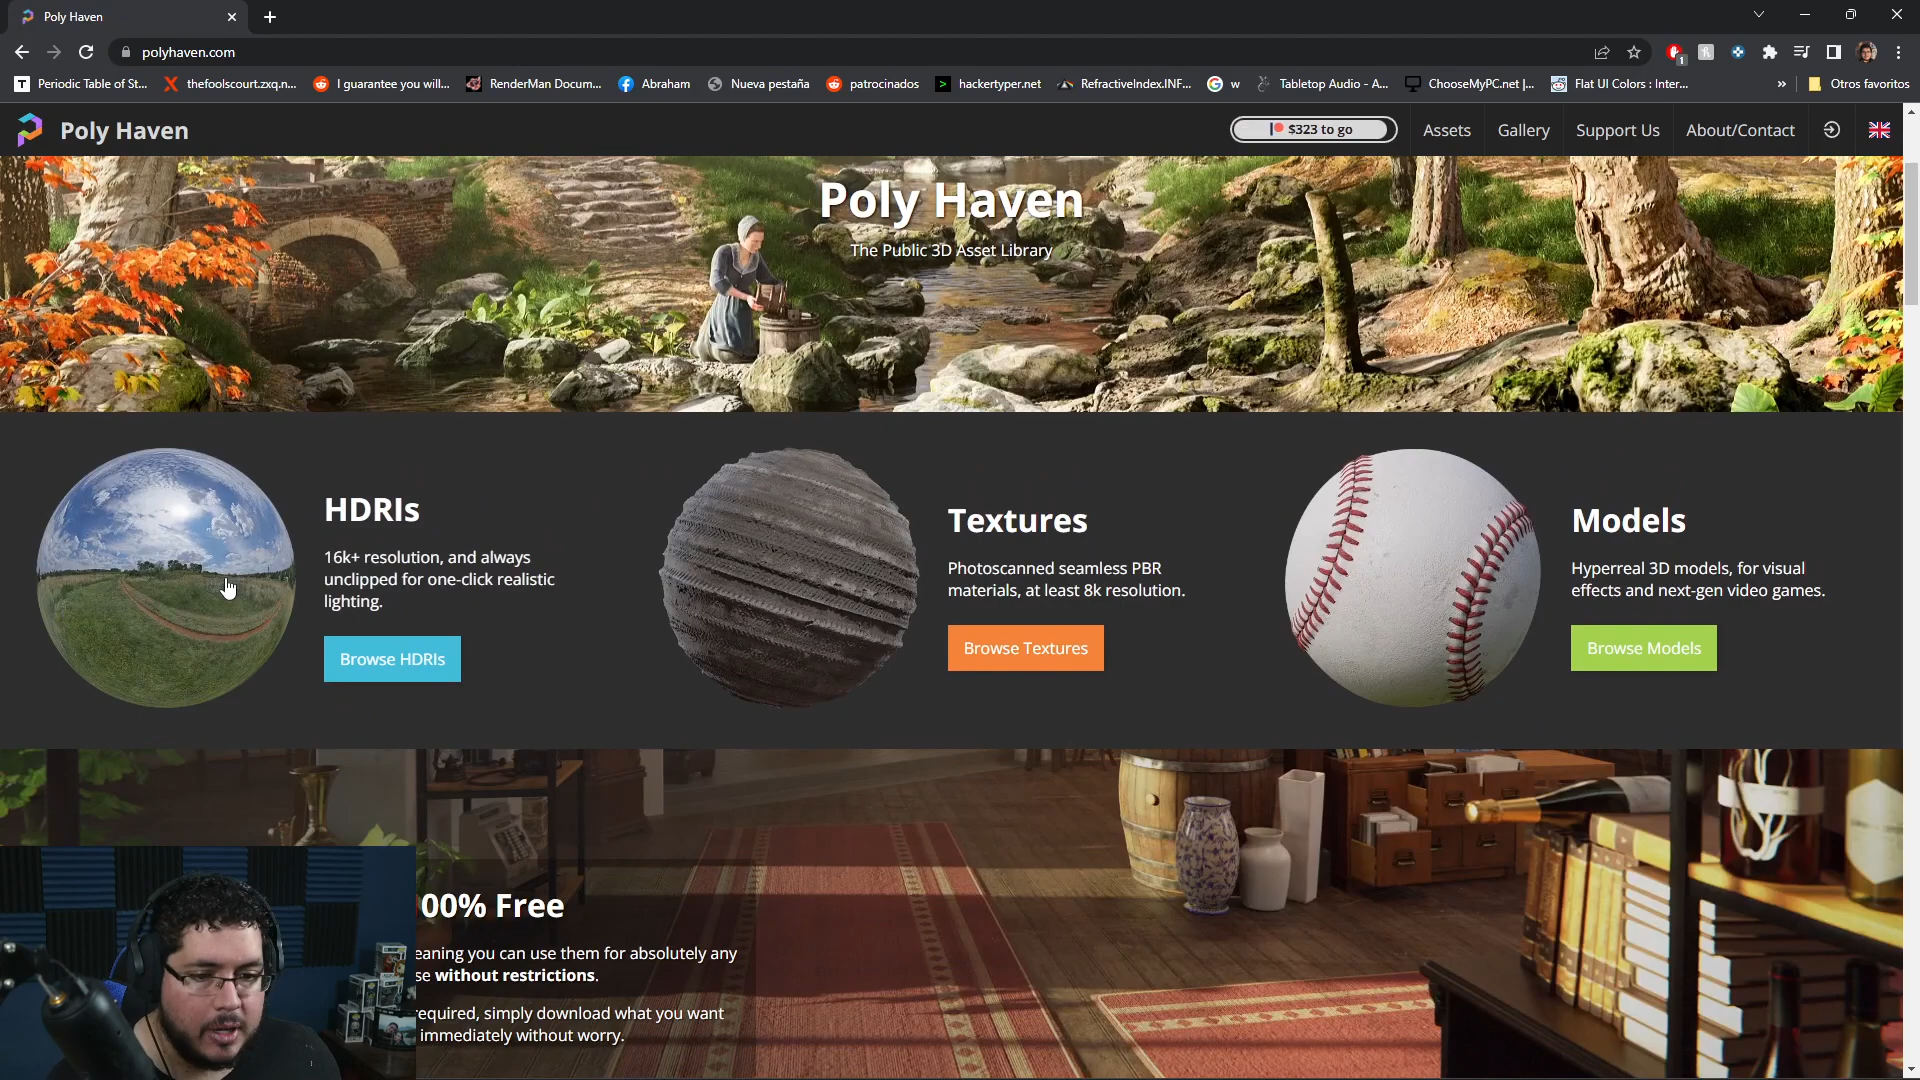 Poly Haven
polyhaven.com
1
Periodic Table of St...
thefoolscourt.zxq.n...
I guarantee you will...
RenderMan Docum...
Abraham
Nueva pestaña
patrocinados
hackertyper.net
RefractiveIndex.INF...
w
Tabletop Audio - A...
ChooseMyPC.net |...
Flat UI Colors : Inter...
»
Otros favoritos
Poly Haven
$323 to go
Assets
Gallery
Support Us
About/Contact
Poly Haven
The Public 3D Asset Library
HDRIs
16k+ resolution, and always
unclipped for one-click realistic
lighting.
Browse HDRIs
Textures
Photoscanned seamless PBR
materials, at least 8k resolution.
Browse Textures
Models
Hyperreal 3D models, for visual
effects and next-gen video games.
Browse Models
00% Free
eaning you can use them for absolutely any
se without restrictions.
equired, simply download what you want
immediately without worry.